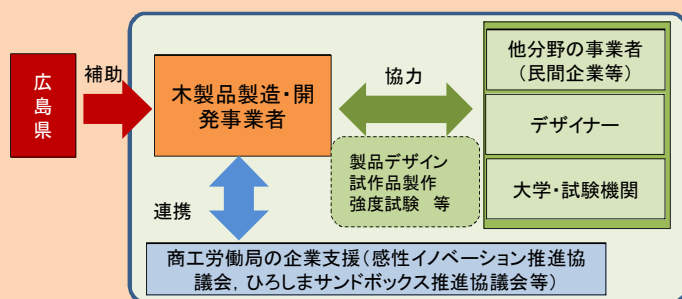 広島県
補助
木製品製造・開
発事業者
協力
製品デザイン
試作品製作
強度試験　等
他分野の事業者
（民間企業等）
デザイナー
大学・試験機関
連携
商工労働局の企業支援（感性イノベーション推進協
議会，ひろしまサンドボックス推進協議会等）